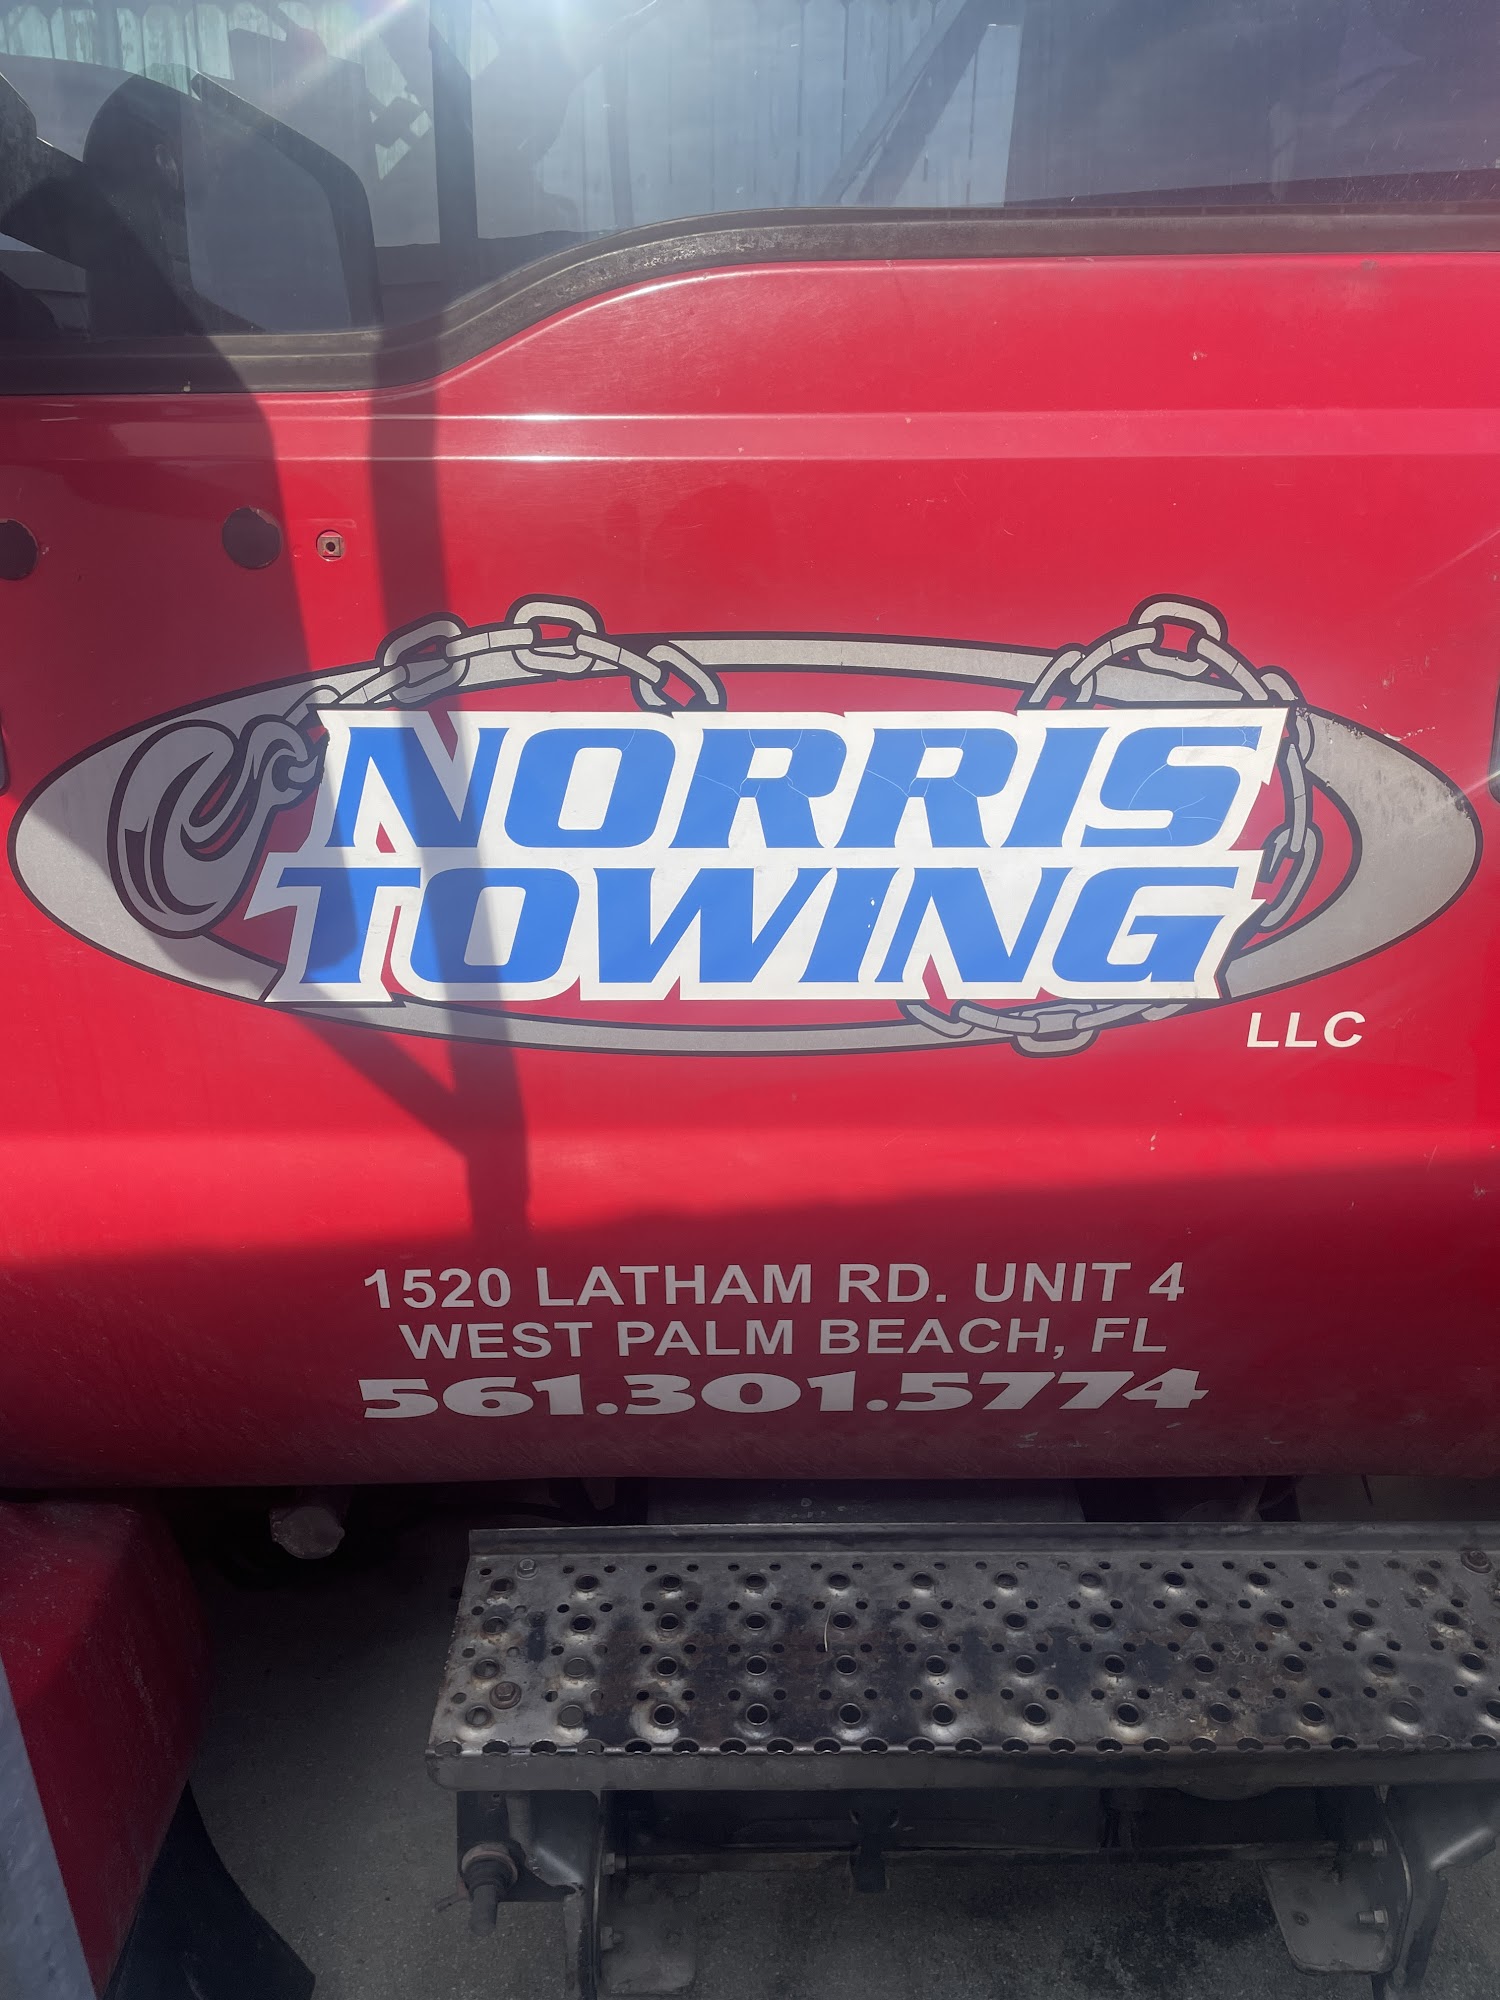 NORRIS
TOWING
LLC
1520 LATHAM RD. UNIT 4
WEST PALM BEACH, FL
561.301.5774